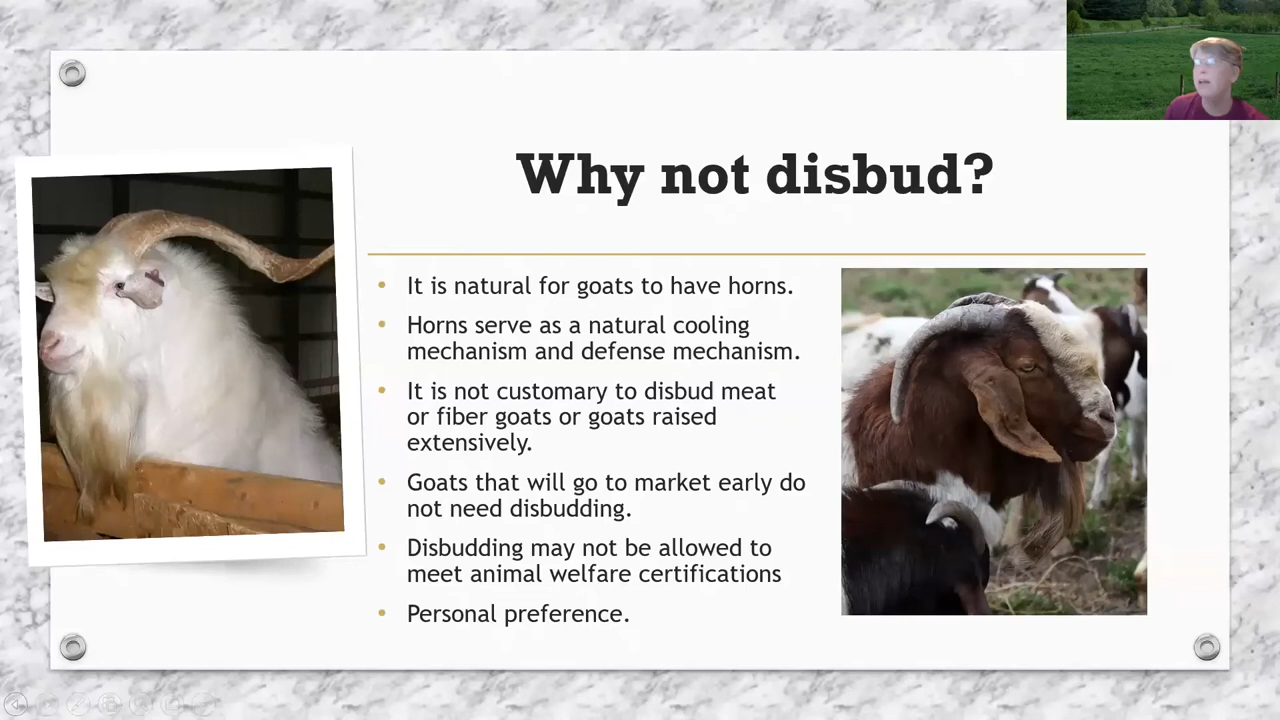 Why not disbud?
• It is natural for goats to have horns.
• Horns serve as a natural cooling
mechanism and defense mechanism.
• It is not customary to disbud meat
or fiber goats or goats raised
extensively.
• Goats that will go to market early do
not need disbudding.
• Disbudding may not be allowed to
meet animal welfare certifications
• Personal preference.